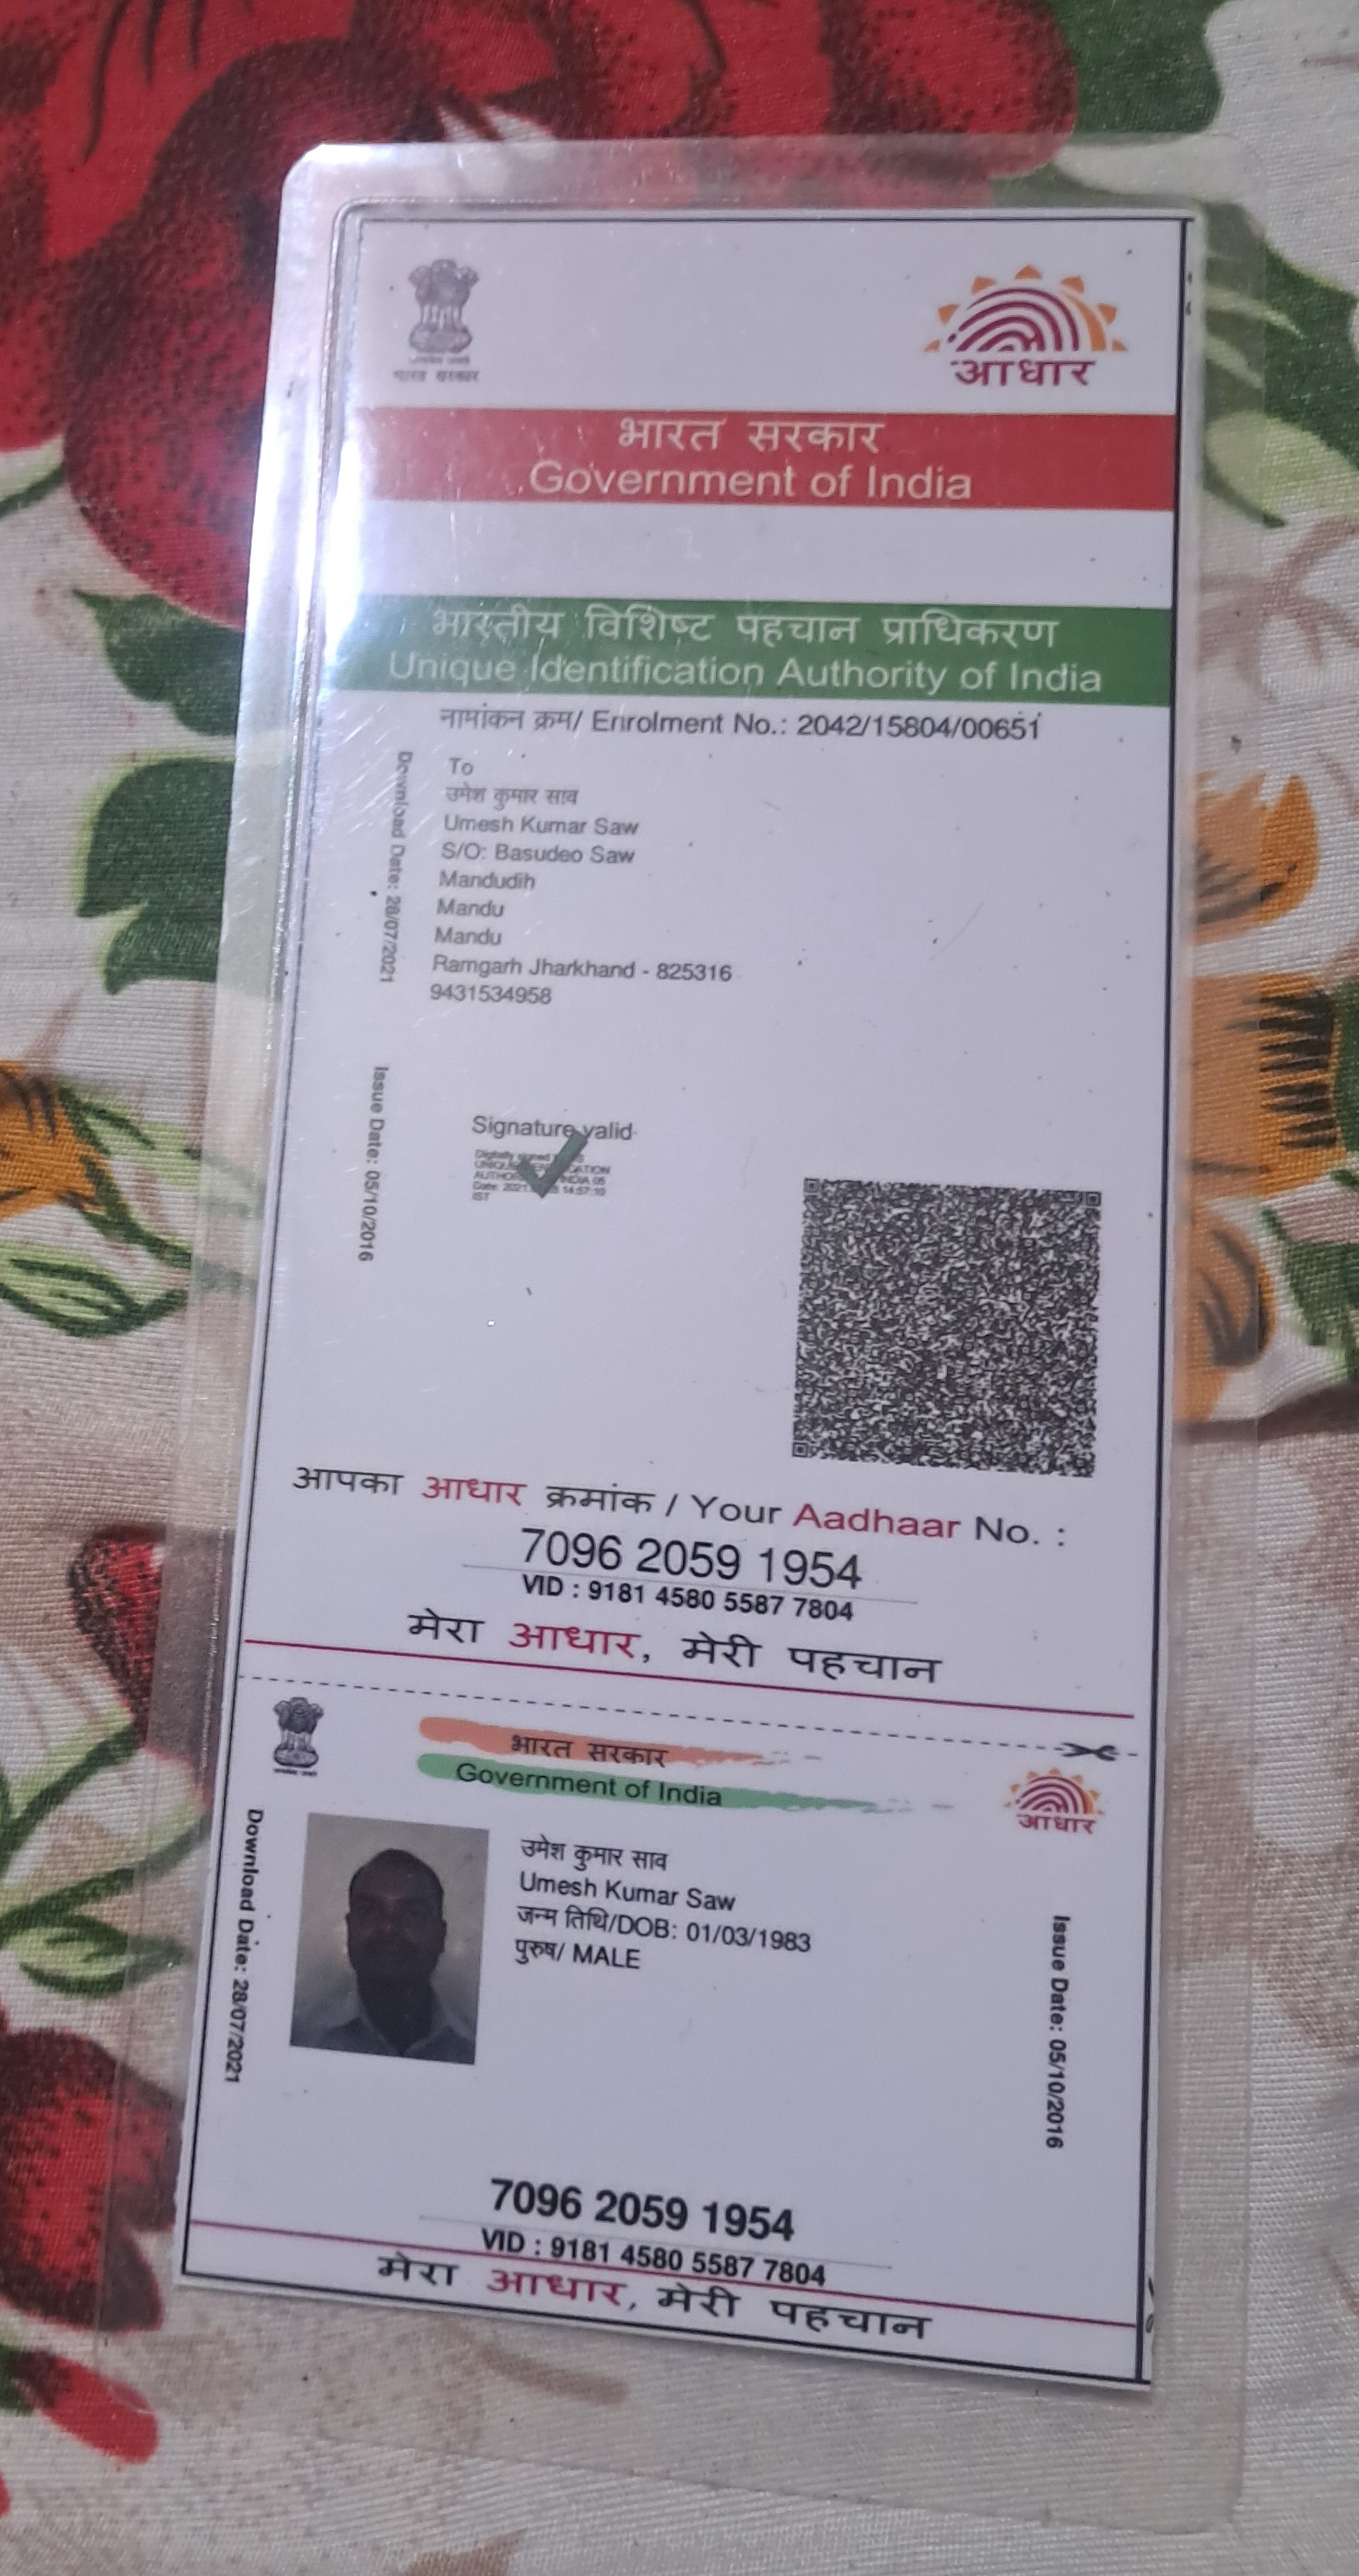 भारत सरकार
आधार
भारत सरकार
Government of India
भारतीय विशिष्ट पहचान प्राधिकरण
Unique Identification Authority of India
नामांकन क्रम/ Enrolment No.: 2042/15804/00651
To
उमेश कुमार साव
Umesh Kumar Saw
S/O: Basudeo Saw
Mandudih
Mandu
Mandu
Ramgarh Jharkhand - 825316
9431534958
Download Date: 28/07/2021
Issue Date: 05/10/2016
Signature valid
Digitally signed
IST
आपका आधार क्रमांक / Your Aadhaar No. :
7096 2059 1954
VID : 9181 4580 5587 7804
मेरा आधार, मेरी पहचान
भारत सरकार
Government of India
आधार
Download Date: 28/07/2021
उमेश कुमार साव
Umesh Kumar Saw
जन्म तिथि/DOB: 01/03/1983
पुरुष/ MALE
Issue Date: 05/10/2016
7096 2059 1954
VID : 9181 4580 5587 7804
मेरा आधार, मेरी पहचान